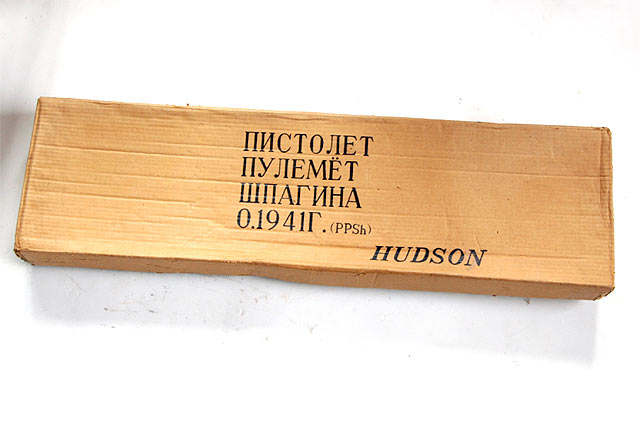 ПИСТОЛЕТ
ПУЛЕМЁТ
ШПАГИНА
О.1941Г. (PPSh)
HUDSON